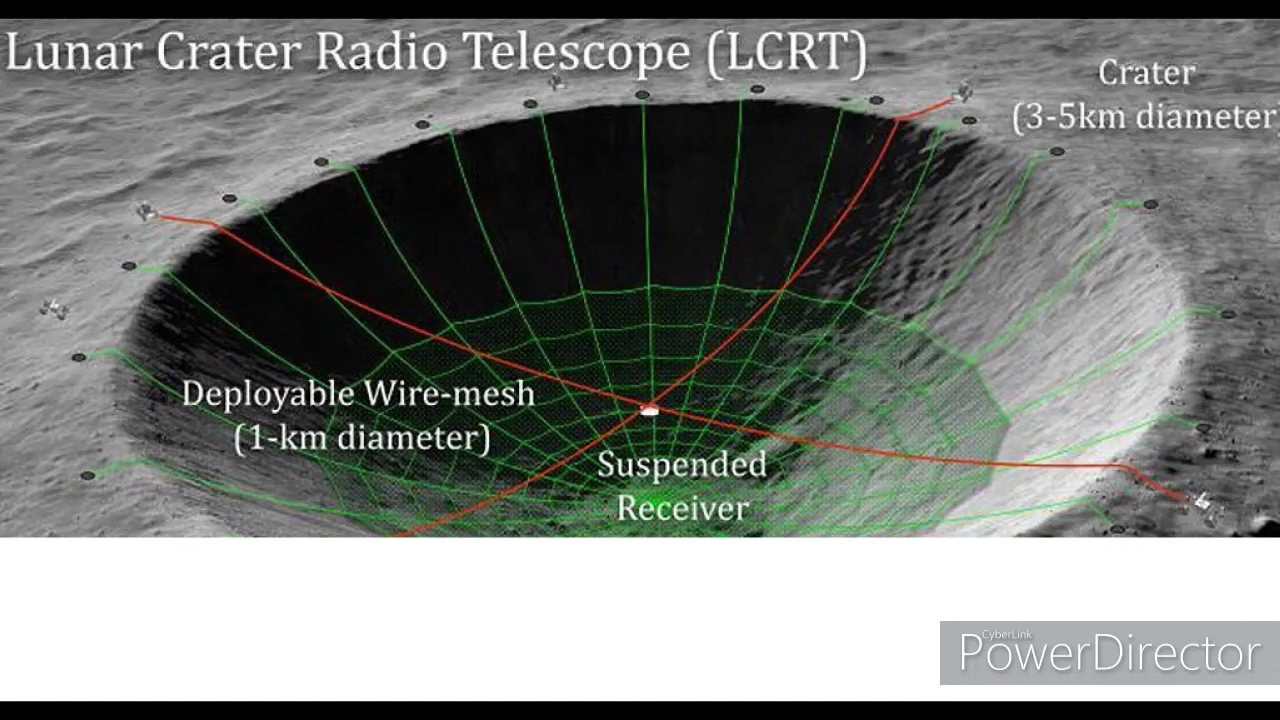 Lunar Crater Radio Telescope (LCRT)
Crater
(3-5km diameter
Deployable Wire-mesh
(1-km diameter)
Suspended
Receiver
CyberLink
PowerDirector